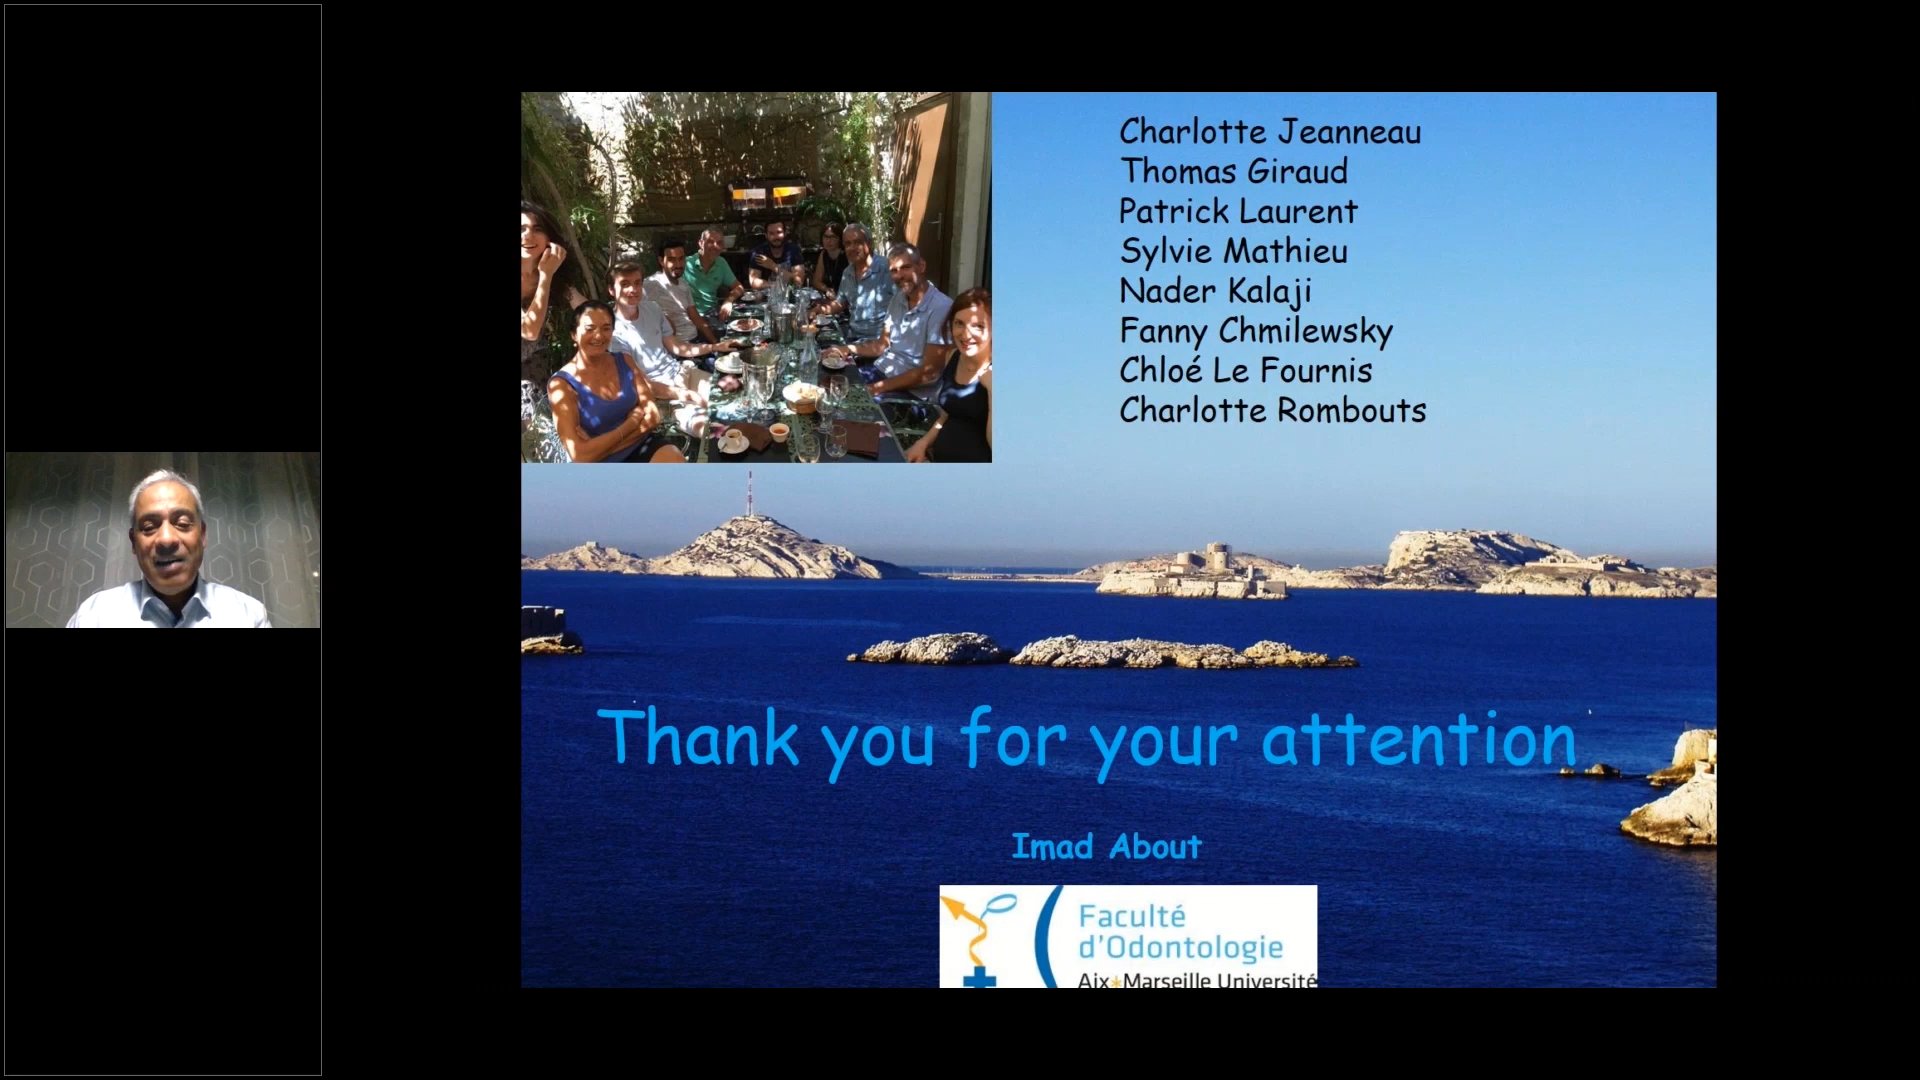 Charlotte Jeanneau
Thomas Giraud
Patrick Laurent
Sylvie Mathieu
Nader Kalaji
Fanny Chmilewsky
Chloé Le Fournis
Charlotte Rombouts
Thank you for your attention
Imad About
Faculté
d'Odontologie
Aix*Marseille Université